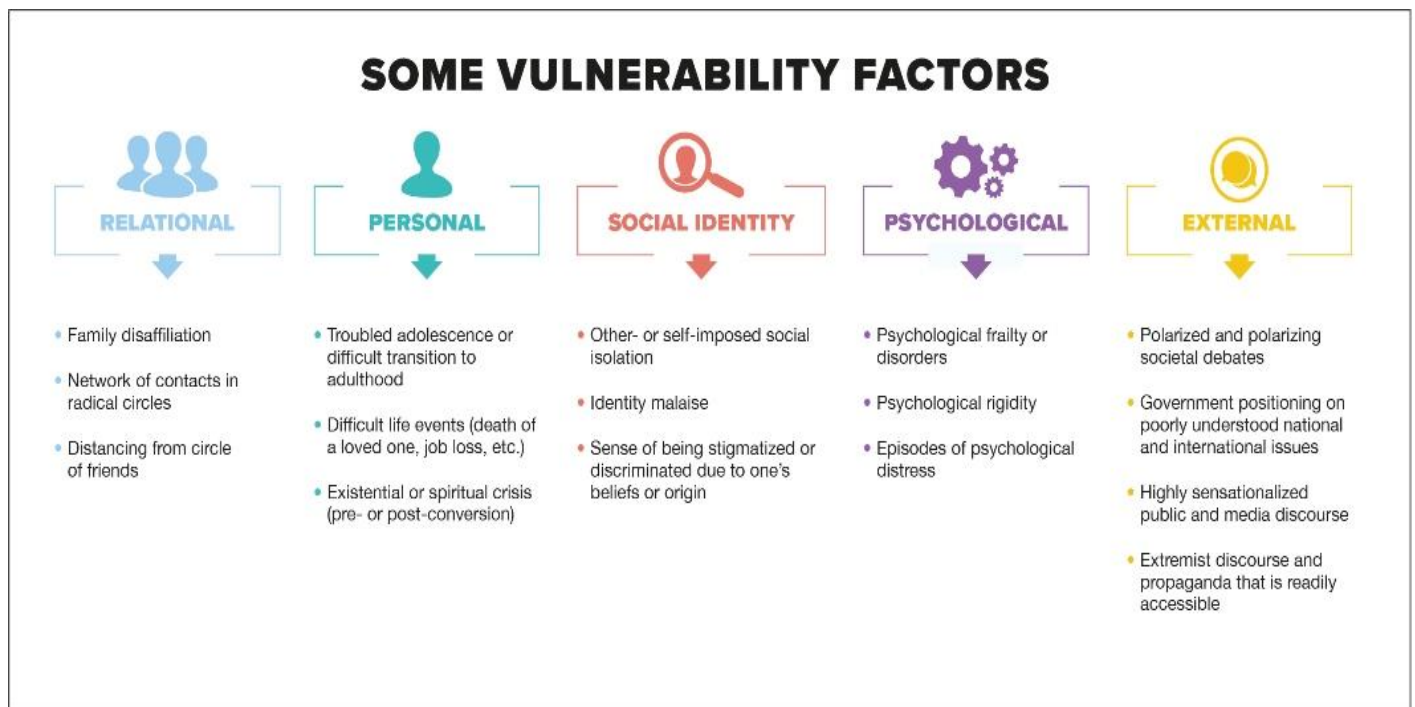 SOME VULNERABILITY FACTORS
RELATIONAL
• Family disaffiliation
• Network of contacts in
radical circles
• Distancing from circle
of friends
PERSONAL
• Troubled adolescence or
difficult transition to
adulthood
• Difficult life events (death of
a loved one, job loss, etc.)
• Existential or spiritual crisis
(pre- or post-conversion)
SOCIAL IDENTITY
• Other- or self-imposed social
isolation
• Identity malaise
• Sense of being stigmatized or
discriminated due to one’s
beliefs or origin
PSYCHOLOGICAL
• Psychological frailty or
disorders
• Psychological rigidity
• Episodes of psychological
distress
EXTERNAL
• Polarized and polarizing
societal debates
• Government positioning on
poorly understood national
and international issues
• Highly sensationalized
public and media discourse
• Extremist discourse and
propaganda that is readily
accessible